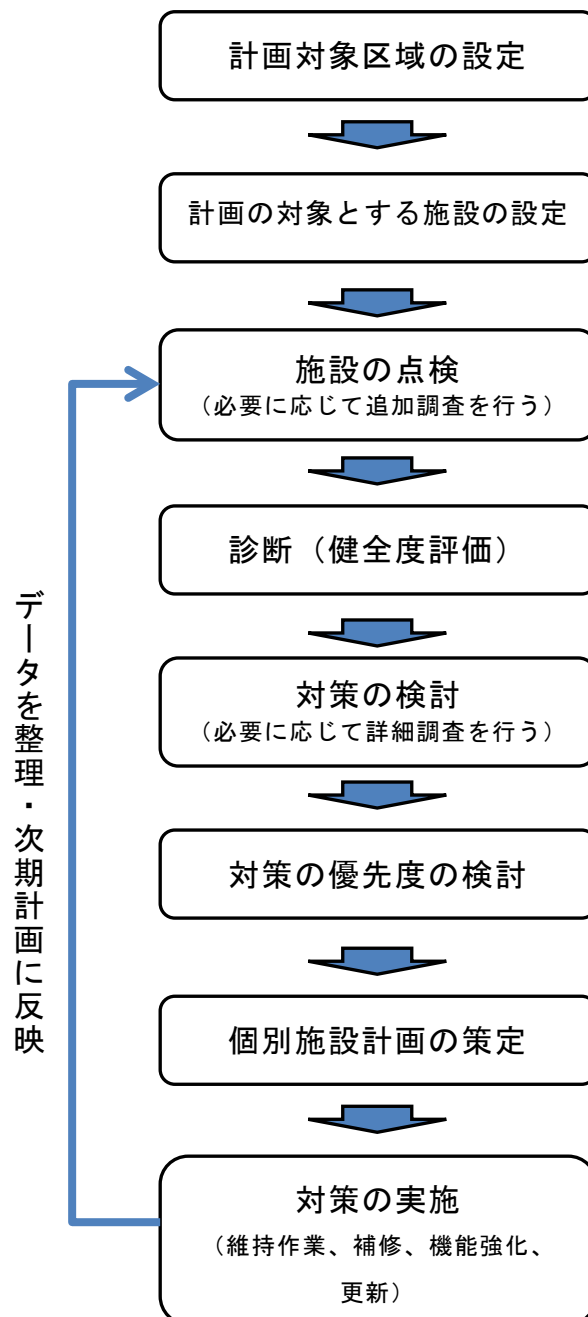 計画対象区域の設定
計画の対象とする施設の設定
施設の点検
（必要に応じて追加調査を行う）
診断（健全度評価）
対策の検討
（必要に応じて詳細調査を行う）
対策の優先度の検討
個別施設計画の策定
対策の実施
（維持作業、補修、機能強化、
更新）
データを整理・次期計画に反映